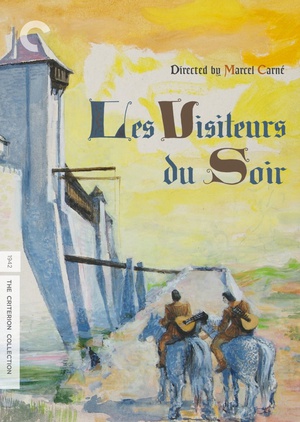 Directed by Marcel Carné
Les Visiteurs
du Soir
1942
THE CRITERION COLLECTION